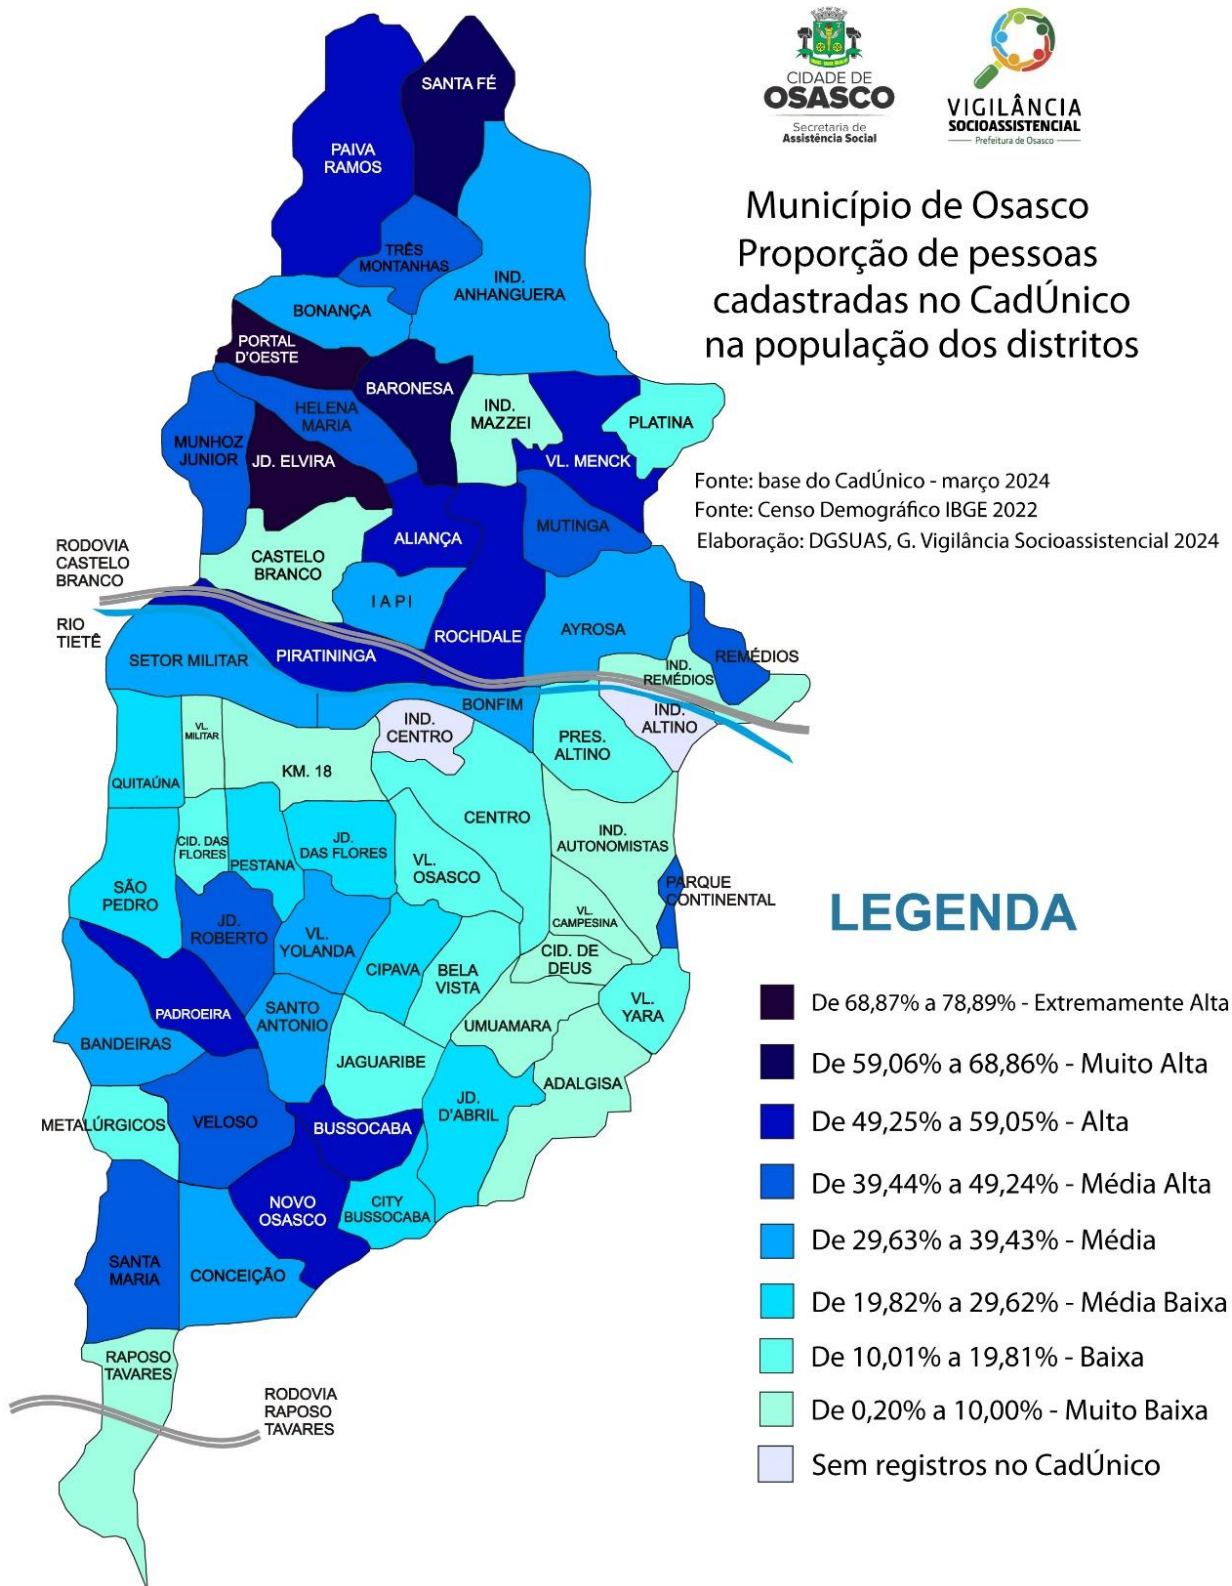 CIDADE DE
OSASCO
Secretaria de
Assistência Social
VIGILÂNCIA
SOCIOASSISTENCIAL
Prefeitura de Osasco
Município de Osasco
Proporção de pessoas
cadastradas no CadÚnico
na população dos distritos
Fonte: base do CadÚnico - março 2024
Fonte: Censo Demográfico IBGE 2022
Elaboração: DGSUAS, G. Vigilância Socioassistencial 2024
SANTA FÉ
PAIVA
RAMOS
TRÊS
MONTANHAS
IND.
ANHANGUERA
BONANÇA
PORTAL
D'OESTE
BARONESA
HELENA
MARIA
IND.
MAZZEI
PLATINA
MUNHOZ
JUNIOR
JD. ELVIRA
VL. MENCK
MUTINGA
ALIANÇA
CASTELO
BRANCO
RODOVIA
CASTELO
BRANCO
I A P I
RIO
TIETÊ
ROCHDALE
AYROSA
PIRATININGA
SETOR MILITAR
REMÉDIOS
IND.
REMÉDIOS
BONFIM
IND.
ALTINO
IND.
CENTRO
VL.
MILITAR
PRES.
ALTINO
KM. 18
QUITAÚNA
CENTRO
IND.
AUTONOMISTAS
CID. DAS
FLORES
PESTANA
JD.
DAS FLORES
VL.
OSASCO
SÃO
PEDRO
PARQUE
CONTINENTAL
VL.
CAMPESINA
JD.
ROBERTO
VL.
YOLANDA
CID. DE
DEUS
CIPAVA
BELA
VISTA
VL.
YARA
PADROEIRA
SANTO
ANTONIO
UMUAMARA
BANDEIRAS
JAGUARIBE
ADALGISA
JD.
D'ABRIL
METALÚRGICOS
VELOSO
BUSSOCABA
NOVO
OSASCO
CITY
BUSSOCABA
SANTA
MARIA
CONCEIÇÃO
RAPOSO
TAVARES
RODOVIA
RAPOSO
TAVARES
LEGENDA
De 68,87% a 78,89% - Extremamente Alta
De 59,06% a 68,86% - Muito Alta
De 49,25% a 59,05% - Alta
De 39,44% a 49,24% - Média Alta
De 29,63% a 39,43% - Média
De 19,82% a 29,62% - Média Baixa
De 10,01% a 19,81% - Baixa
De 0,20% a 10,00% - Muito Baixa
Sem registros no CadÚnico